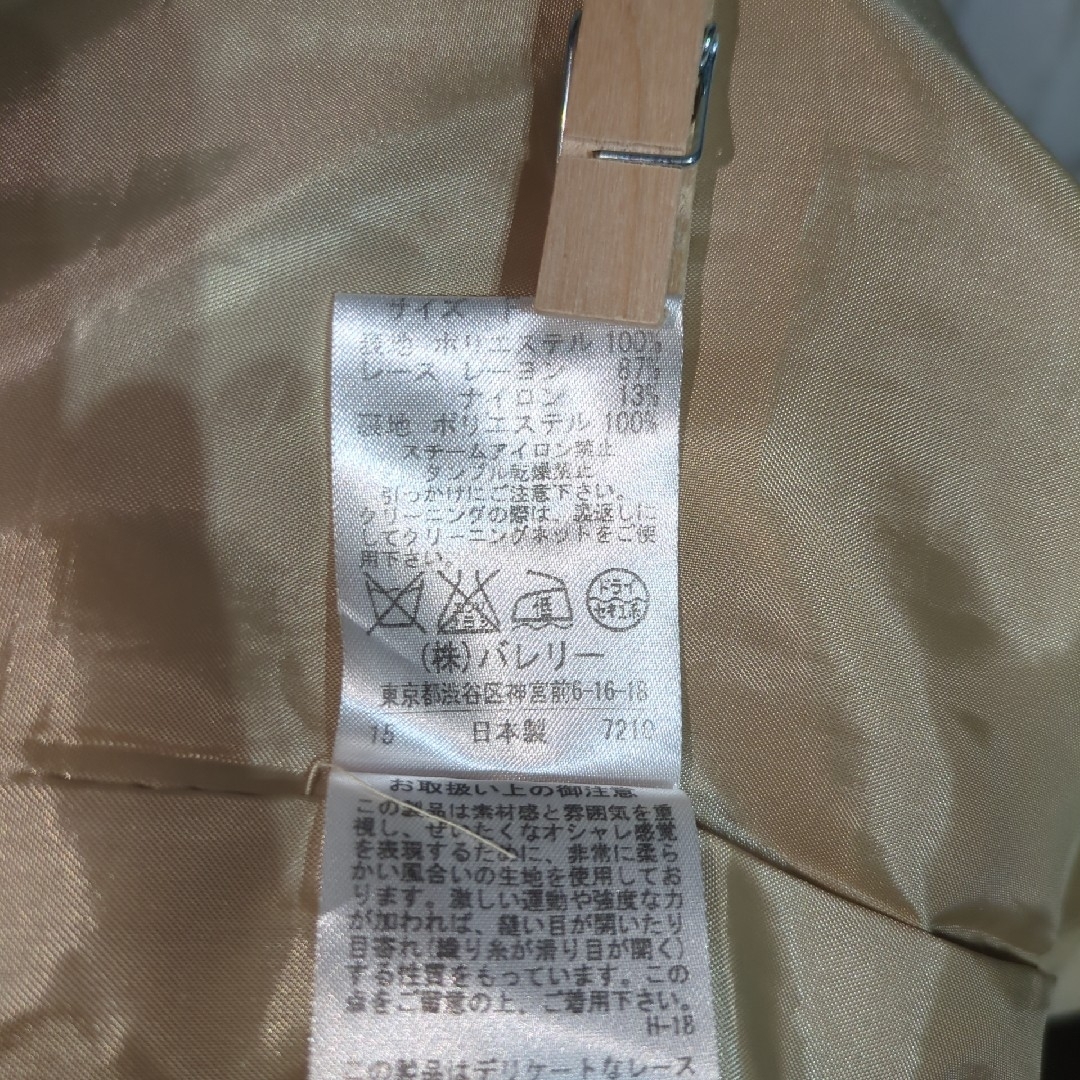 サイズ
表地 ポリエステル 100%
レース レーヨン 87%
ナイロン 13%
裏地 ポリエステル 100%
スチームアイロン禁止
タンブル乾燥禁止
引っかけにご注意下さい。
クリーニングの際は、裏返しに
してクリーニングネットをご使
用下さい。
低 ドライ セキユ系
(株)バレリー
東京都渋谷区神宮前6-16-18
15 日本製 7210
お取扱い上の御注意
この製品は素材感と雰囲気を重
視し、ぜいたくなオシャレ感覚
を表現するために、非常に柔ら
かい風合いの生地を使用してお
ります。激しい運動や強度な力
が加われば、縫い目が開いたり
目寄れ(織り糸が滑り目が開く)
する性質をもっています。この
点をご留意の上、ご着用下さい。
H-1B
この製品はデリケートなレース